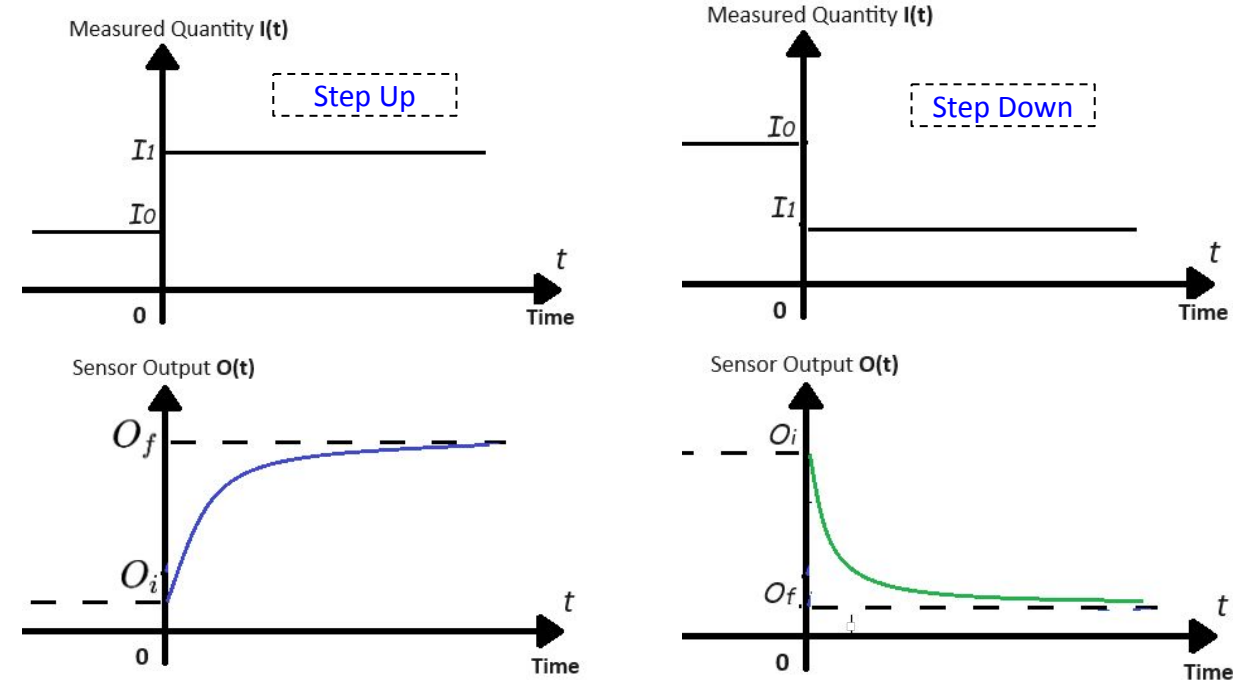 Measured Quantity I(t)
Step Up
I1
I0
t
0
Time
Measured Quantity I(t)
Step Down
I0
I1
t
0
Time
Sensor Output O(t)
Of
Oi
t
0
Time
Sensor Output O(t)
Oi
Of
t
0
Time